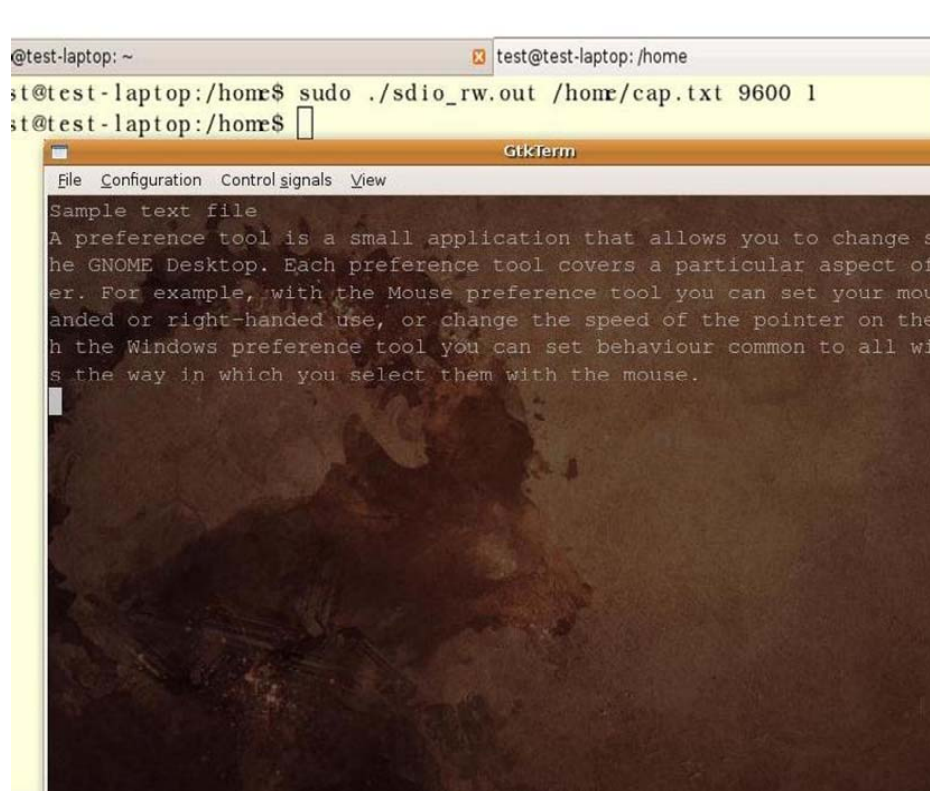 @test-laptop: ~
test@test-laptop: /home
st@test-laptop:/home$ sudo ./sdio_rw.out /home/cap.txt 9600 1
st@test-laptop:/home$
GtkTerm
File Configuration Control signals View
Sample text file
A preference tool is a small application that allows you to change s
he GNOME Desktop. Each preference tool covers a particular aspect of
er. For example, with the Mouse preference tool you can set your mou
anded or right-handed use, or change the speed of the pointer on the
h the Windows preference tool you can set behaviour common to all wi
s the way in which you select them with the mouse.